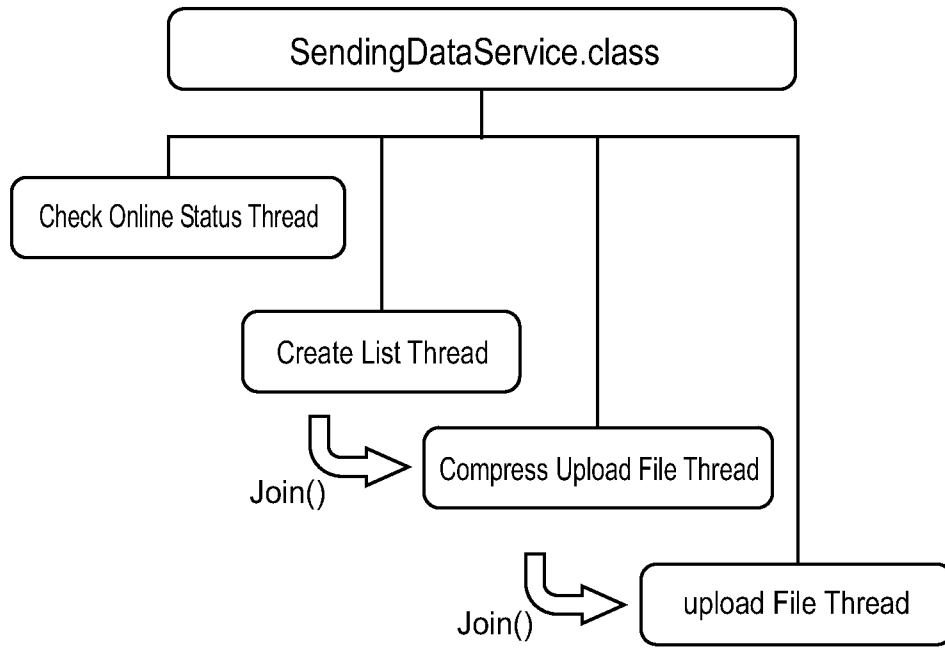 SendingDataService.class
Check Online Status Thread
Create List Thread
Join()
Compress Upload File Thread
Join()
upload File Thread